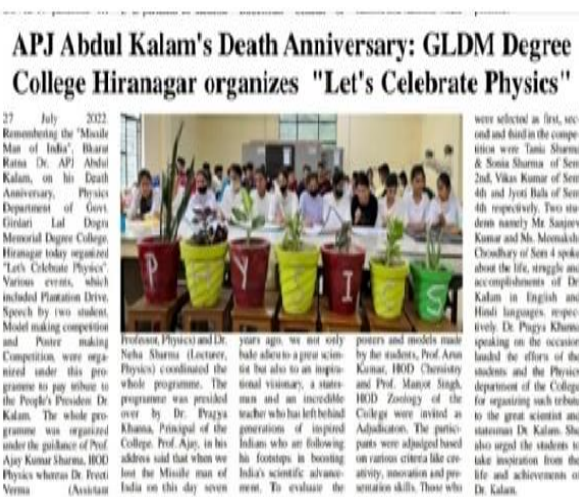 APJ Abdul Kalam's Death Anniversary: GLDM Degree
College Hiranagar organizes "Let's Celebrate Physics"
27 July 2022
Remembering the "Missile
Man of India", Bharat
Ratna Dr. APJ Abdul
Kalam, on his Death
Anniversary, Physics
Department of Govt.
Girdari Lal Dogra
Memorial Degree College,
Hiranagar today organized
"Let's Celebrate Physics".
Various events, which
included Plantation Drive,
Speech by two student,
Model making competition
and Poster making
Competition, were orga-
nized under this pro-
gramme to pay tribute to
the People's President Dr.
Kalam. The whole pro-
gramme was organized
under the guidance of Prof.
Ajay Kumar Sharma, HOD
Physics whereas Dr. Preeti
Verma (Assistant
P H Y S I C S
Professor, Physics) and Dr.
Neha Sharma (Lecturer,
Physics) coordinated the
whole programme. The
programme was presided
over by Dr. Pragya
Khanna, Principal of the
College. Prof. Ajay, in his
address said that when we
lost the Missile man of
India on this day seven
years ago, we not only
bade adieu to a great scien-
tist but also to an inspira-
tional visionary, a states-
man and an incredible
teacher who has left behind
generations of inspired
Indians who are following
his footsteps in boosting
India's scientific advance-
ment. To evaluate the
posters and models made
by the students, Prof. Arun
Kumar, HOD Chemistry
and Prof. Manjot Singh,
HOD Zoology of the
College were invited as
Adjudicators. The partici-
pants were adjudged based
on various criteria like cre-
ativity, innovation and pre-
sentation skills. Those who
were selected as first, sec-
ond and third in the compe-
tition were Tania Sharma
& Sonia Sharma of Sem
2nd, Vikas Kumar of Sem
4th and Jyoti Bala of Sem
4th respectively. Two stu-
dents namely Mr. Sanjeev
Kumar and Ms. Meenakshi
Choudhary of Sem 4 spoke
about the life, struggle and
accomplishments of Dr.
Kalam in English and
Hindi languages, respec-
tively. Dr. Pragya Khanna
speaking on the occasion
lauded the efforts of the
students and the Physics
department of the College
for organizing such tribute
to the great scientist and
statesman Dr. Kalam. She
also urged the students to
take inspiration from the
life and achievements of
Dr. Kalam.